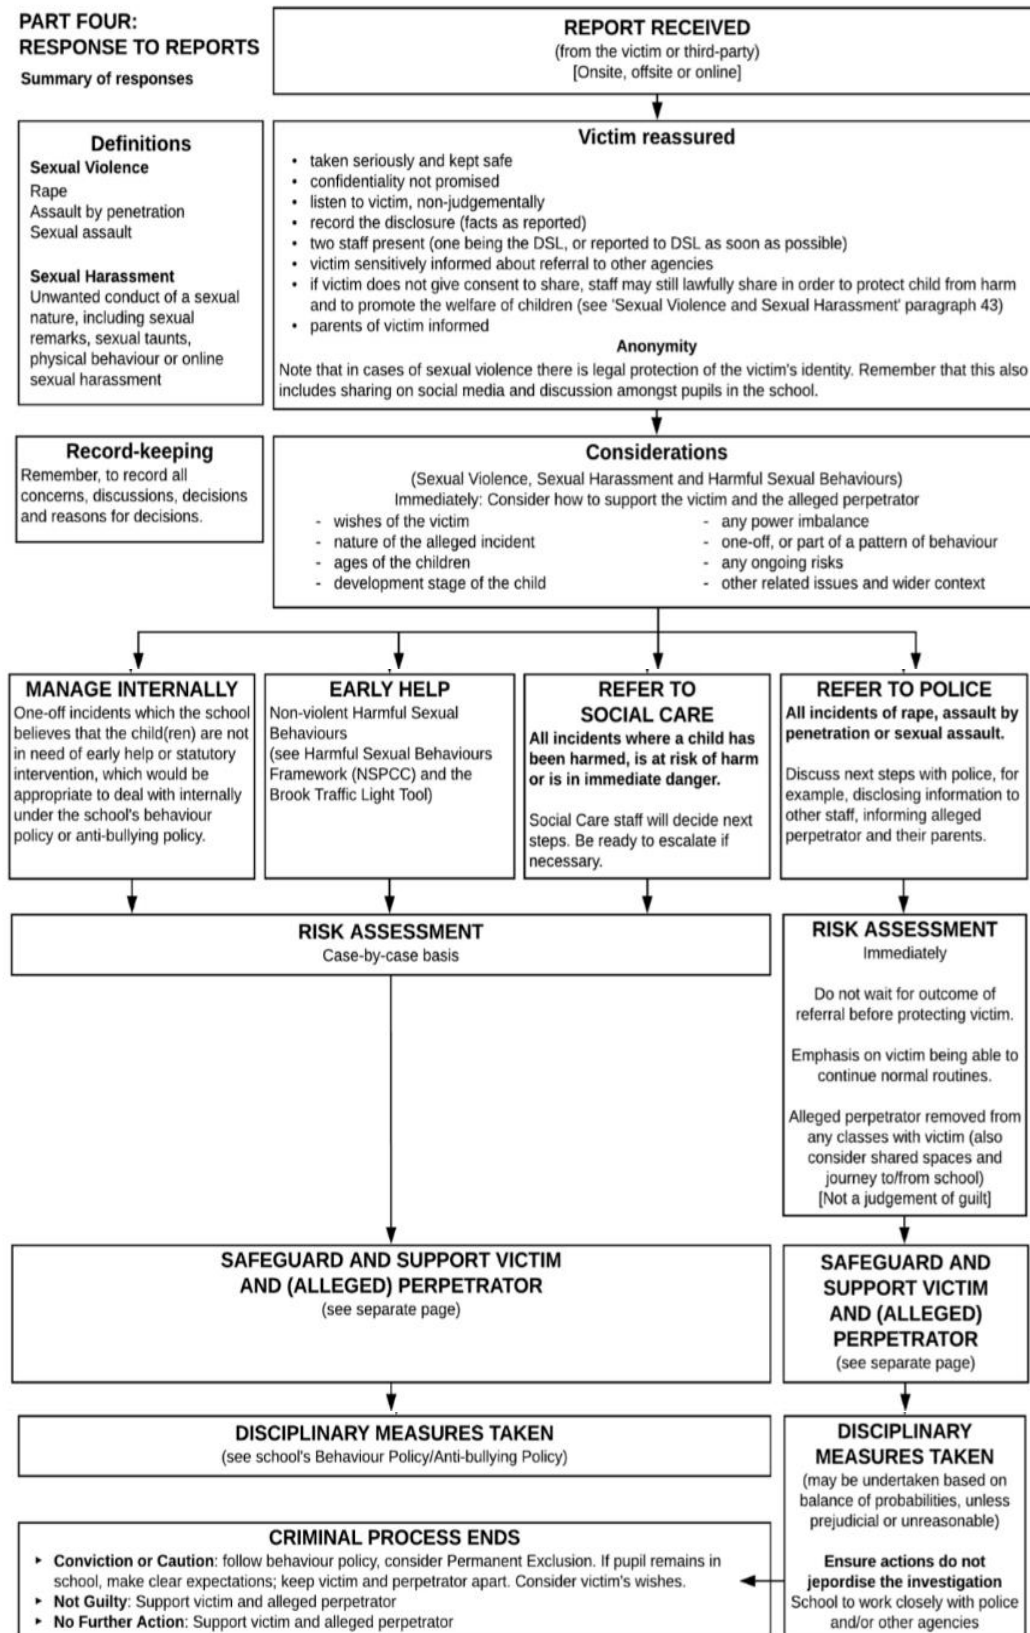 PART FOUR:
RESPONSE TO REPORTS
Summary of responses
REPORT RECEIVED
(from the victim or third-party)
[Onsite, offsite or online]
Definitions
Sexual Violence
Rape
Assault by penetration
Sexual assault
Sexual Harassment
Unwanted conduct of a sexual
nature, including sexual
remarks, sexual taunts,
physical behaviour or online
sexual harassment
Victim reassured
• taken seriously and kept safe
• confidentiality not promised
• listen to victim, non-judgementally
• record the disclosure (facts as reported)
• two staff present (one being the DSL, or reported to DSL as soon as possible)
• victim sensitively informed about referral to other agencies
• if victim does not give consent to share, staff may still lawfully share in order to protect child from harm
and to promote the welfare of children (see 'Sexual Violence and Sexual Harassment' paragraph 43)
• parents of victim informed
Anonymity
Note that in cases of sexual violence there is legal protection of the victim's identity. Remember that this also
includes sharing on social media and discussion amongst pupils in the school.
Record-keeping
Remember, to record all
concerns, discussions, decisions
and reasons for decisions.
Considerations
(Sexual Violence, Sexual Harassment and Harmful Sexual Behaviours)
Immediately: Consider how to support the victim and the alleged perpetrator
- wishes of the victim
- nature of the alleged incident
- ages of the children
- development stage of the child
- any power imbalance
- one-off, or part of a pattern of behaviour
- any ongoing risks
- other related issues and wider context
MANAGE INTERNALLY
One-off incidents which the school
believes that the child(ren) are not
in need of early help or statutory
intervention, which would be
appropriate to deal with internally
under the school's behaviour
policy or anti-bullying policy.
EARLY HELP
Non-violent Harmful Sexual
Behaviours
(see Harmful Sexual Behaviours
Framework (NSPCC) and the
Brook Traffic Light Tool)
REFER TO
SOCIAL CARE
All incidents where a child has
been harmed, is at risk of harm
or is in immediate danger.
Social Care staff will decide next
steps. Be ready to escalate if
necessary.
REFER TO POLICE
All incidents of rape, assault by
penetration or sexual assault.
Discuss next steps with police, for
example, disclosing information to
other staff, informing alleged
perpetrator and their parents.
RISK ASSESSMENT
Case-by-case basis
RISK ASSESSMENT
Immediately
Do not wait for outcome of
referral before protecting victim.
Emphasis on victim being able to
continue normal routines.
Alleged perpetrator removed from
any classes with victim (also
consider shared spaces and
journey to/from school)
[Not a judgement of guilt]
SAFEGUARD AND SUPPORT VICTIM
AND (ALLEGED) PERPETRATOR
(see separate page)
SAFEGUARD AND
SUPPORT VICTIM
AND (ALLEGED)
PERPETRATOR
(see separate page)
DISCIPLINARY MEASURES TAKEN
(see school's Behaviour Policy/Anti-bullying Policy)
DISCIPLINARY
MEASURES TAKEN
(may be undertaken based on
balance of probabilities, unless
prejudicial or unreasonable)
Ensure actions do not
jepordise the investigation
School to work closely with police
and/or other agencies
CRIMINAL PROCESS ENDS
▸ Conviction or Caution: follow behaviour policy, consider Permanent Exclusion. If pupil remains in
school, make clear expectations; keep victim and perpetrator apart. Consider victim's wishes.
▸ Not Guilty: Support victim and alleged perpetrator
▸ No Further Action: Support victim and alleged perpetrator